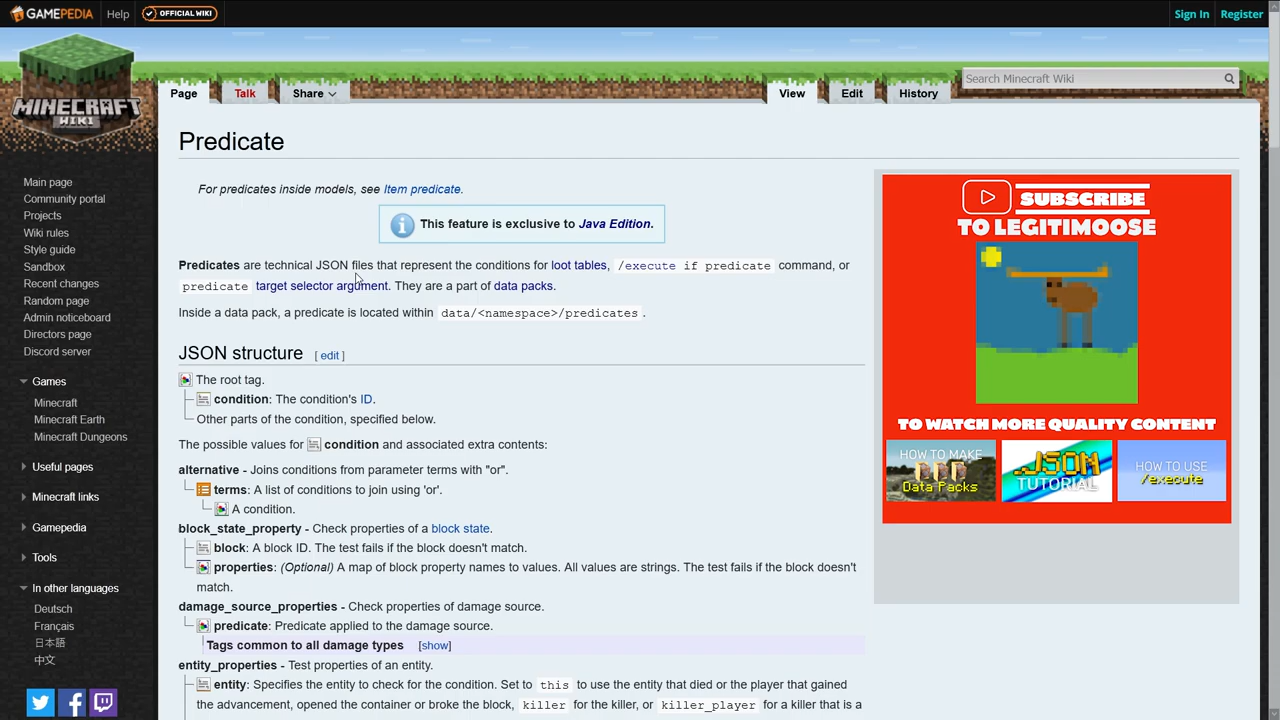 GAMEPEDIA Help OFFICIAL WIKI Sign In Register
MINECRAFT
WIKI
Page Talk Share View Edit History Search Minecraft Wiki
Predicate
For predicates inside models, see Item predicate.
This feature is exclusive to Java Edition.
Predicates are technical JSON files that represent the conditions for loot tables, /execute if predicate command, or
predicate target selector argument. They are a part of data packs.
Inside a data pack, a predicate is located within data/<namespace>/predicates .
JSON structure [ edit ]
The root tag.
condition: The condition's ID.
Other parts of the condition, specified below.
The possible values for condition and associated extra contents:
alternative - Joins conditions from parameter terms with "or".
terms: A list of conditions to join using 'or'.
A condition.
block_state_property - Check properties of a block state.
block: A block ID. The test fails if the block doesn't match.
properties: (Optional) A map of block property names to values. All values are strings. The test fails if the block doesn't
match.
damage_source_properties - Check properties of damage source.
predicate: Predicate applied to the damage source.
Tags common to all damage types [show]
entity_properties - Test properties of an entity.
entity: Specifies the entity to check for the condition. Set to this to use the entity that died or the player that gained
the advancement, opened the container or broke the block, killer for the killer, or killer_player for a killer that is a
Main page
Community portal
Projects
Wiki rules
Style guide
Sandbox
Recent changes
Random page
Admin noticeboard
Directors page
Discord server
Games
Minecraft
Minecraft Earth
Minecraft Dungeons
Useful pages
Minecraft links
Gamepedia
Tools
In other languages
Deutsch
Français
日本語
中文
SUBSCRIBE
TO LEGITIMOOSE
TO WATCH MORE QUALITY CONTENT
HOW TO MAKE
Data Packs
.JSON
TUTORIAL
HOW TO USE
/execute